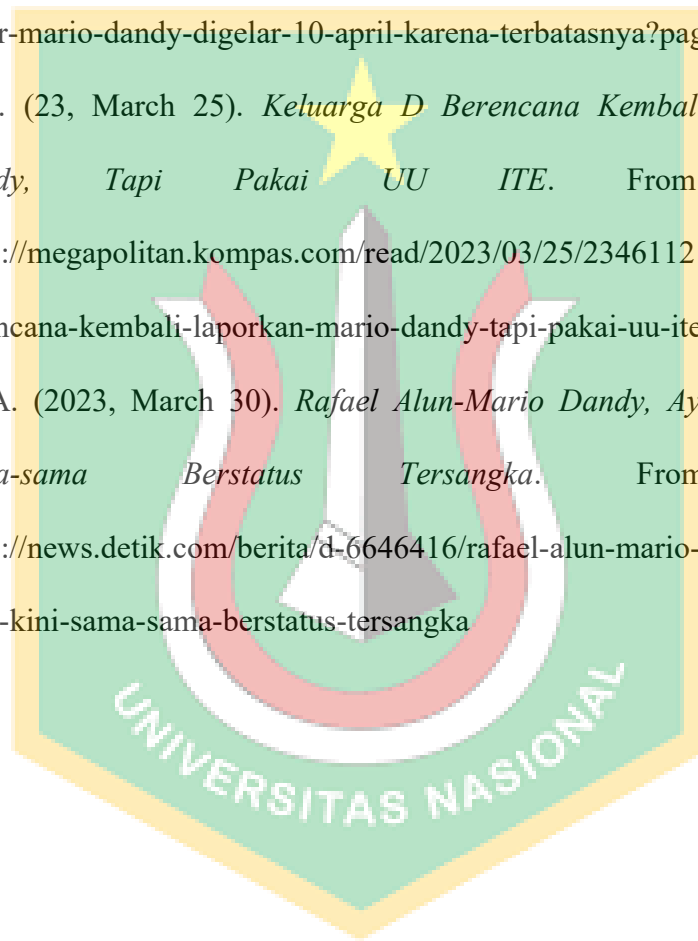 r-mario-dandy-digelar-10-april-karena-terbatasnya?pag
. (23, March 25). Keluarga D Berencana Kembal
dy, Tapi Pakai UU ITE. From
://megapolitan.kompas.com/read/2023/03/25/2346112
ncana-kembali-laporkan-mario-dandy-tapi-pakai-uu-ite
A. (2023, March 30). Rafael Alun-Mario Dandy, Ay
a-sama Berstatus Tersangka. From
://news.detik.com/berita/d-6646416/rafael-alun-mario-
-kini-sama-sama-berstatus-tersangka
UNIVERSITAS NASIONAL